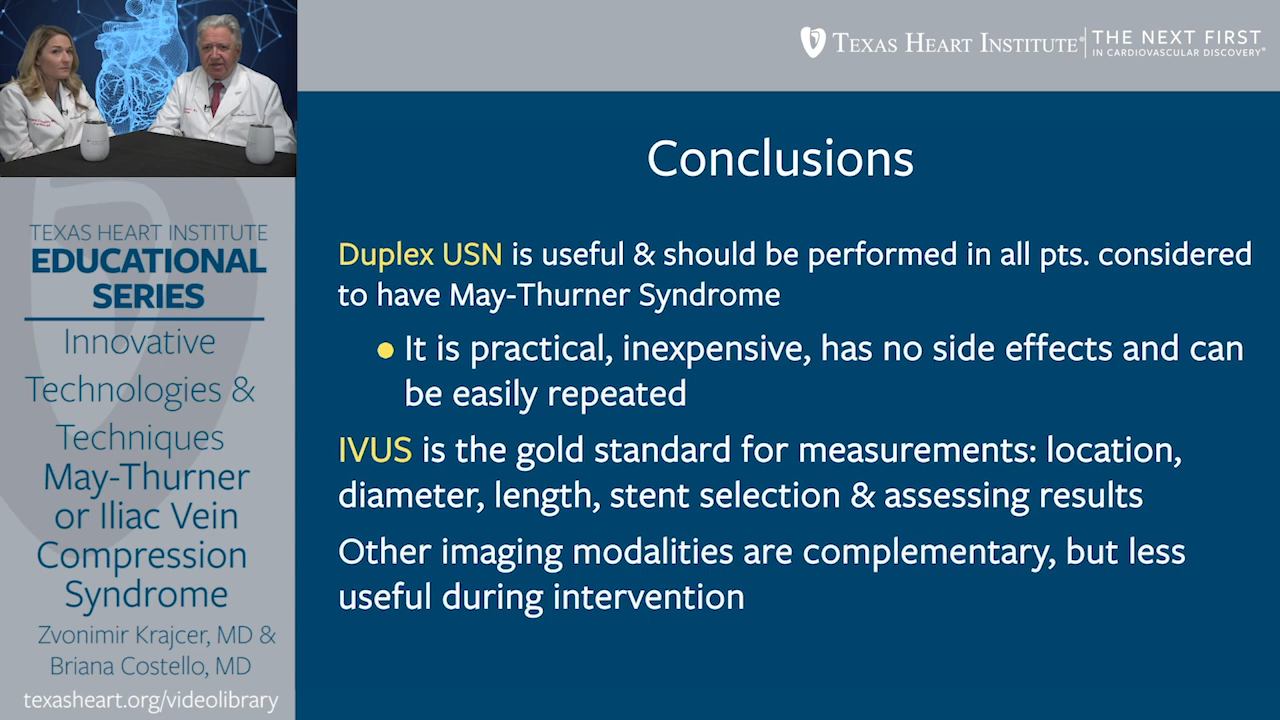 TEXAS HEART INSTITUTE®
THE NEXT FIRST
IN CARDIOVASCULAR DISCOVERY®
TEXAS HEART INSTITUTE
EDUCATIONAL
SERIES
Innovative
Technologies &
Techniques
May-Thurner
or Iliac Vein
Compression
Syndrome
Zvonimir Krajcer, MD &
Briana Costello, MD
texasheart.org/videolibrary
Conclusions
Duplex USN is useful & should be performed in all pts. considered
to have May-Thurner Syndrome
● It is practical, inexpensive, has no side effects and can
be easily repeated
IVUS is the gold standard for measurements: location,
diameter, length, stent selection & assessing results
Other imaging modalities are complementary, but less
useful during intervention